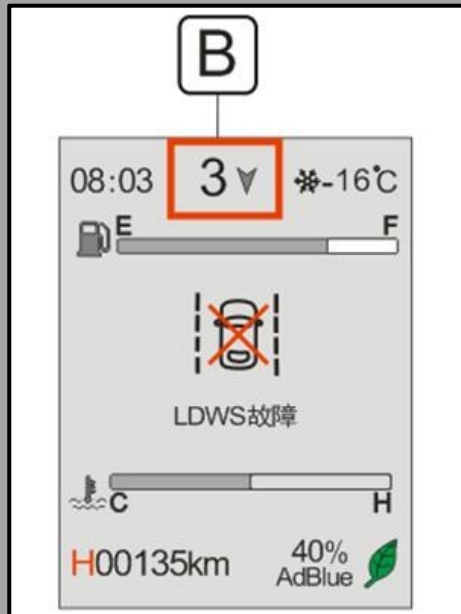 B
08:03 3 -16℃
E F
LDWS故障
C H
H00135km 40%
AdBlue